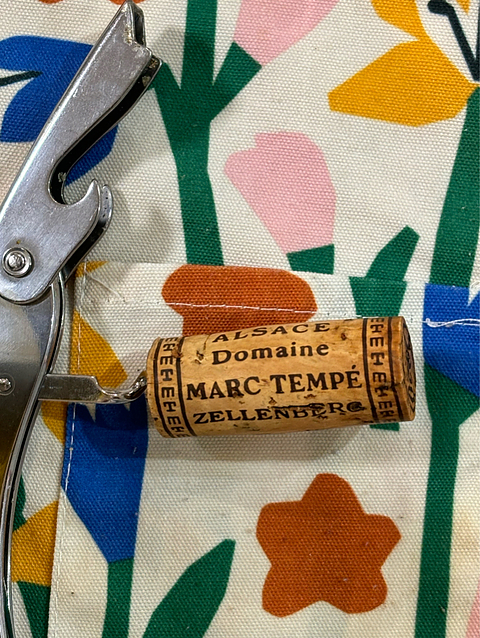 ALSACE
Domaine
MARC TEMPÉ
ZELLENBERG